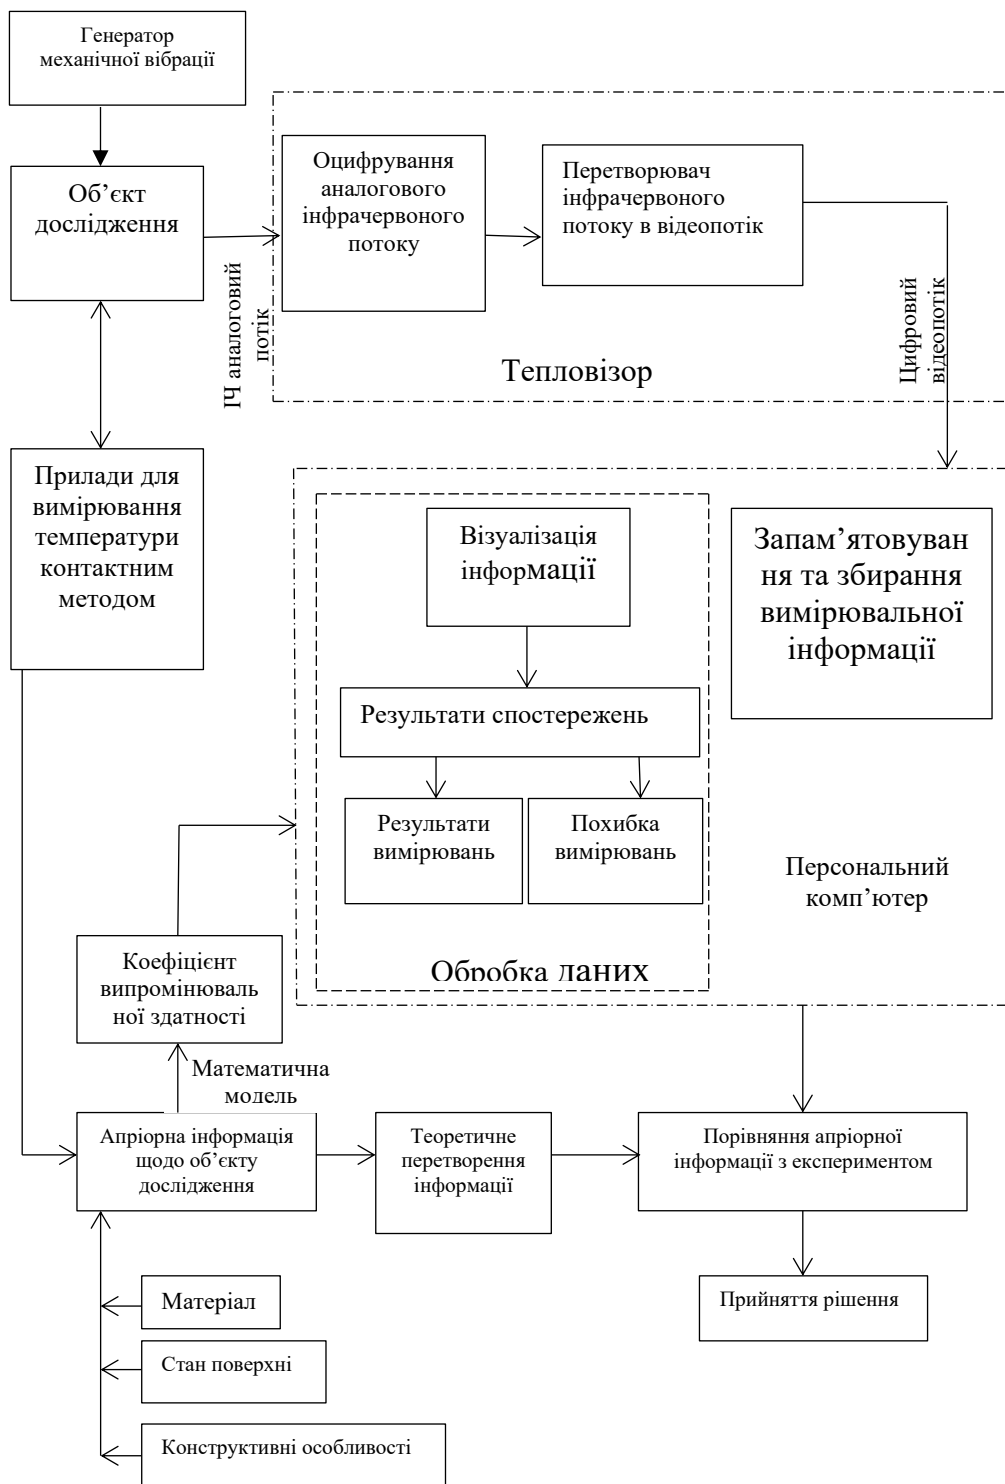 Генератор
механічної вібрації
Об’єкт
дослідження
Оцифрування
аналогового
інфрачервоного
потоку
Перетворювач
інфрачервоного
потоку в відеопотік
ІЧ аналоговий
потік
Тепловізор
Цифровий
відеопотік
Прилади для
вимірювання
температури
контактним
методом
Візуалізація
інформації
Запам’ятовуван
ня та збирання
вимірювальної
інформації
Результати спостережень
Результати
вимірювань
Похибка
вимірювань
Персональний
комп’ютер
Обробка даних
Коефіцієнт
випромінюваль
ної здатності
Математична
модель
Апріорна інформація
щодо об’єкту
дослідження
Теоретичне
перетворення
інформації
Порівняння апріорної
інформації з експериментом
Матеріал
Прийняття рішення
Стан поверхні
Конструктивні особливості